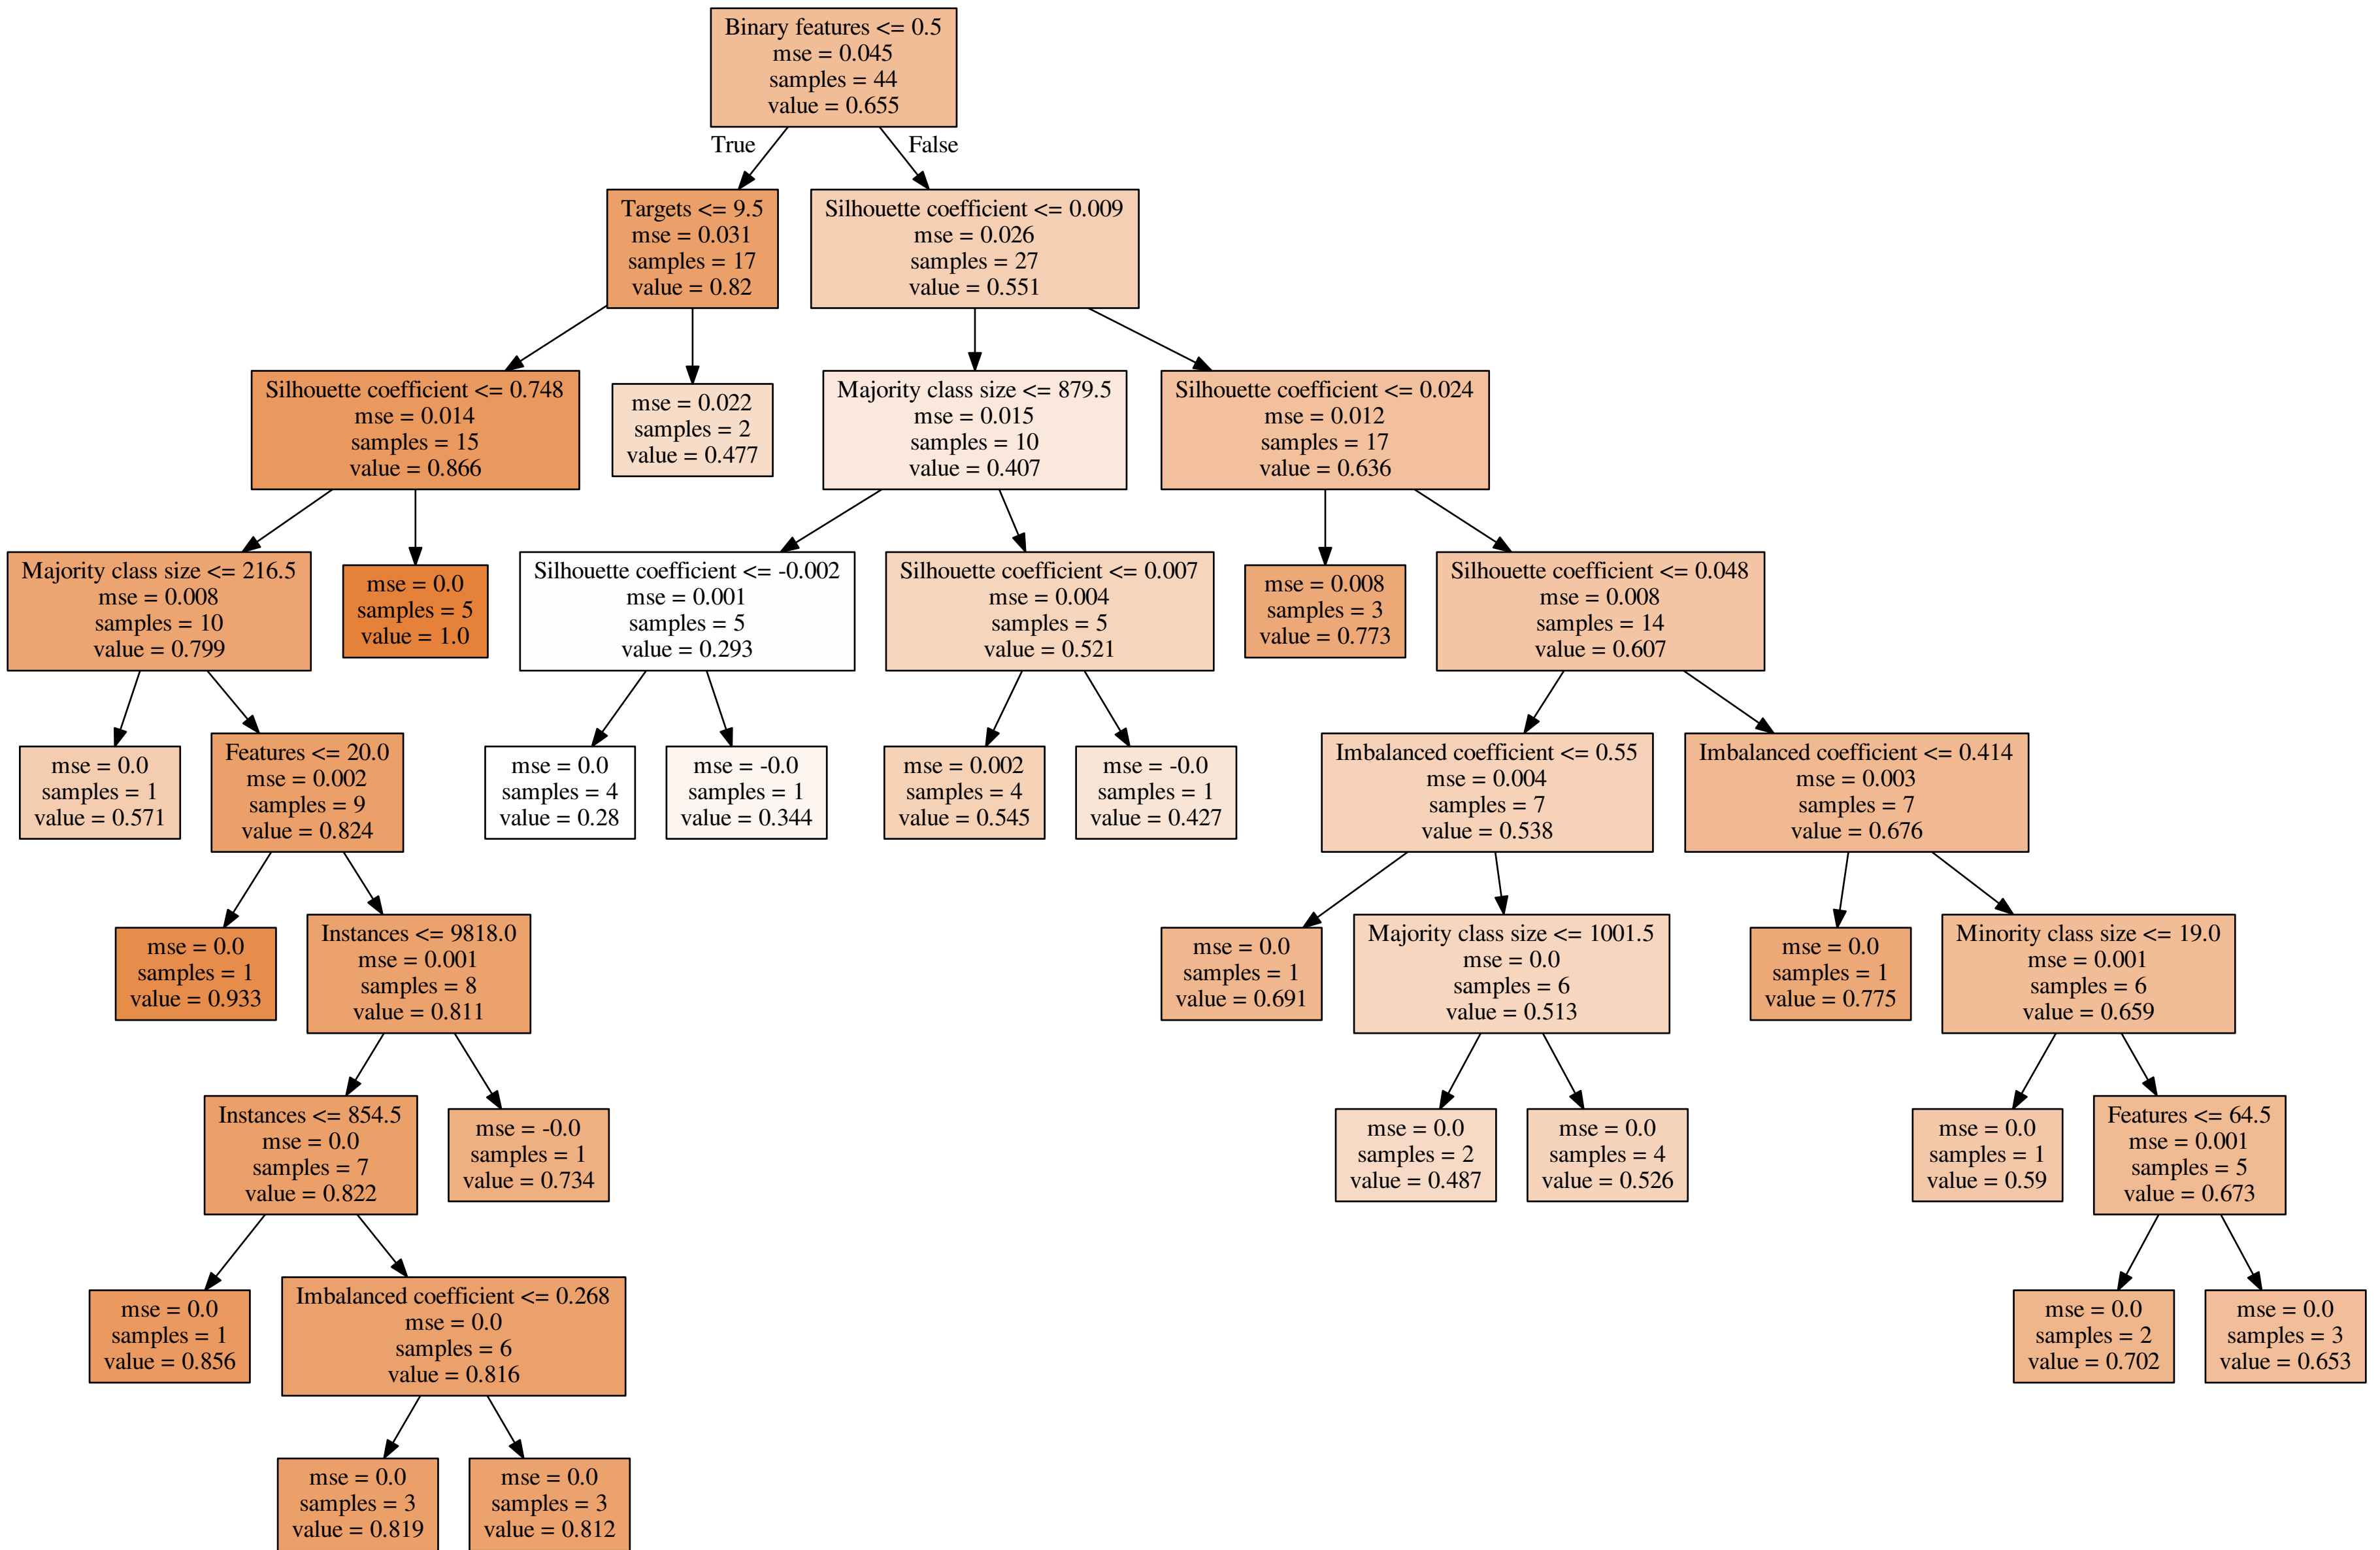 Binary features <= 0.5
mse = 0.045
samples = 44
value = 0.655
True
False
Targets <= 9.5
mse = 0.031
samples = 17
value = 0.82
Silhouette coefficient <= 0.009
mse = 0.026
samples = 27
value = 0.551
Silhouette coefficient <= 0.748
mse = 0.014
samples = 15
value = 0.866
mse = 0.022
samples = 2
value = 0.477
Majority class size <= 879.5
mse = 0.015
samples = 10
value = 0.407
Silhouette coefficient <= 0.024
mse = 0.012
samples = 17
value = 0.636
Majority class size <= 216.5
mse = 0.008
samples = 10
value = 0.799
mse = 0.0
samples = 5
value = 1.0
Silhouette coefficient <= -0.002
mse = 0.001
samples = 5
value = 0.293
Silhouette coefficient <= 0.007
mse = 0.004
samples = 5
value = 0.521
mse = 0.008
samples = 3
value = 0.773
Silhouette coefficient <= 0.048
mse = 0.008
samples = 14
value = 0.607
mse = 0.0
samples = 1
value = 0.571
Features <= 20.0
mse = 0.002
samples = 9
value = 0.824
mse = 0.0
samples = 4
value = 0.28
mse = -0.0
samples = 1
value = 0.344
mse = 0.002
samples = 4
value = 0.545
mse = -0.0
samples = 1
value = 0.427
Imbalanced coefficient <= 0.55
mse = 0.004
samples = 7
value = 0.538
Imbalanced coefficient <= 0.414
mse = 0.003
samples = 7
value = 0.676
mse = 0.0
samples = 1
value = 0.933
Instances <= 9818.0
mse = 0.001
samples = 8
value = 0.811
mse = 0.0
samples = 1
value = 0.691
Majority class size <= 1001.5
mse = 0.0
samples = 6
value = 0.513
mse = 0.0
samples = 1
value = 0.775
Minority class size <= 19.0
mse = 0.001
samples = 6
value = 0.659
Instances <= 854.5
mse = 0.0
samples = 7
value = 0.822
mse = -0.0
samples = 1
value = 0.734
mse = 0.0
samples = 2
value = 0.487
mse = 0.0
samples = 4
value = 0.526
mse = 0.0
samples = 1
value = 0.59
Features <= 64.5
mse = 0.001
samples = 5
value = 0.673
mse = 0.0
samples = 1
value = 0.856
Imbalanced coefficient <= 0.268
mse = 0.0
samples = 6
value = 0.816
mse = 0.0
samples = 2
value = 0.702
mse = 0.0
samples = 3
value = 0.653
mse = 0.0
samples = 3
value = 0.819
mse = 0.0
samples = 3
value = 0.812